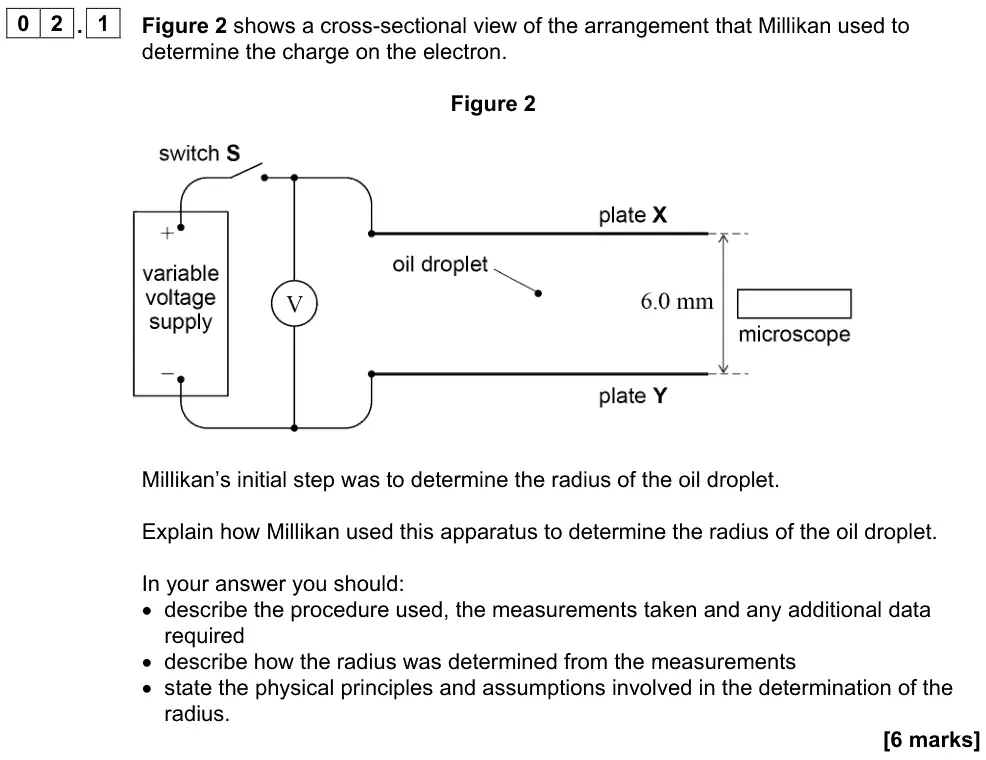 0 2 . 1 Figure 2 shows a cross-sectional view of the arrangement that Millikan used to
determine the charge on the electron.
Figure 2
switch S
plate X
+
oil droplet
variable
voltage
supply
V
6.0 mm
microscope
−
plate Y
Millikan’s initial step was to determine the radius of the oil droplet.
Explain how Millikan used this apparatus to determine the radius of the oil droplet.
In your answer you should:
• describe the procedure used, the measurements taken and any additional data
required
• describe how the radius was determined from the measurements
• state the physical principles and assumptions involved in the determination of the
radius.
[6 marks]